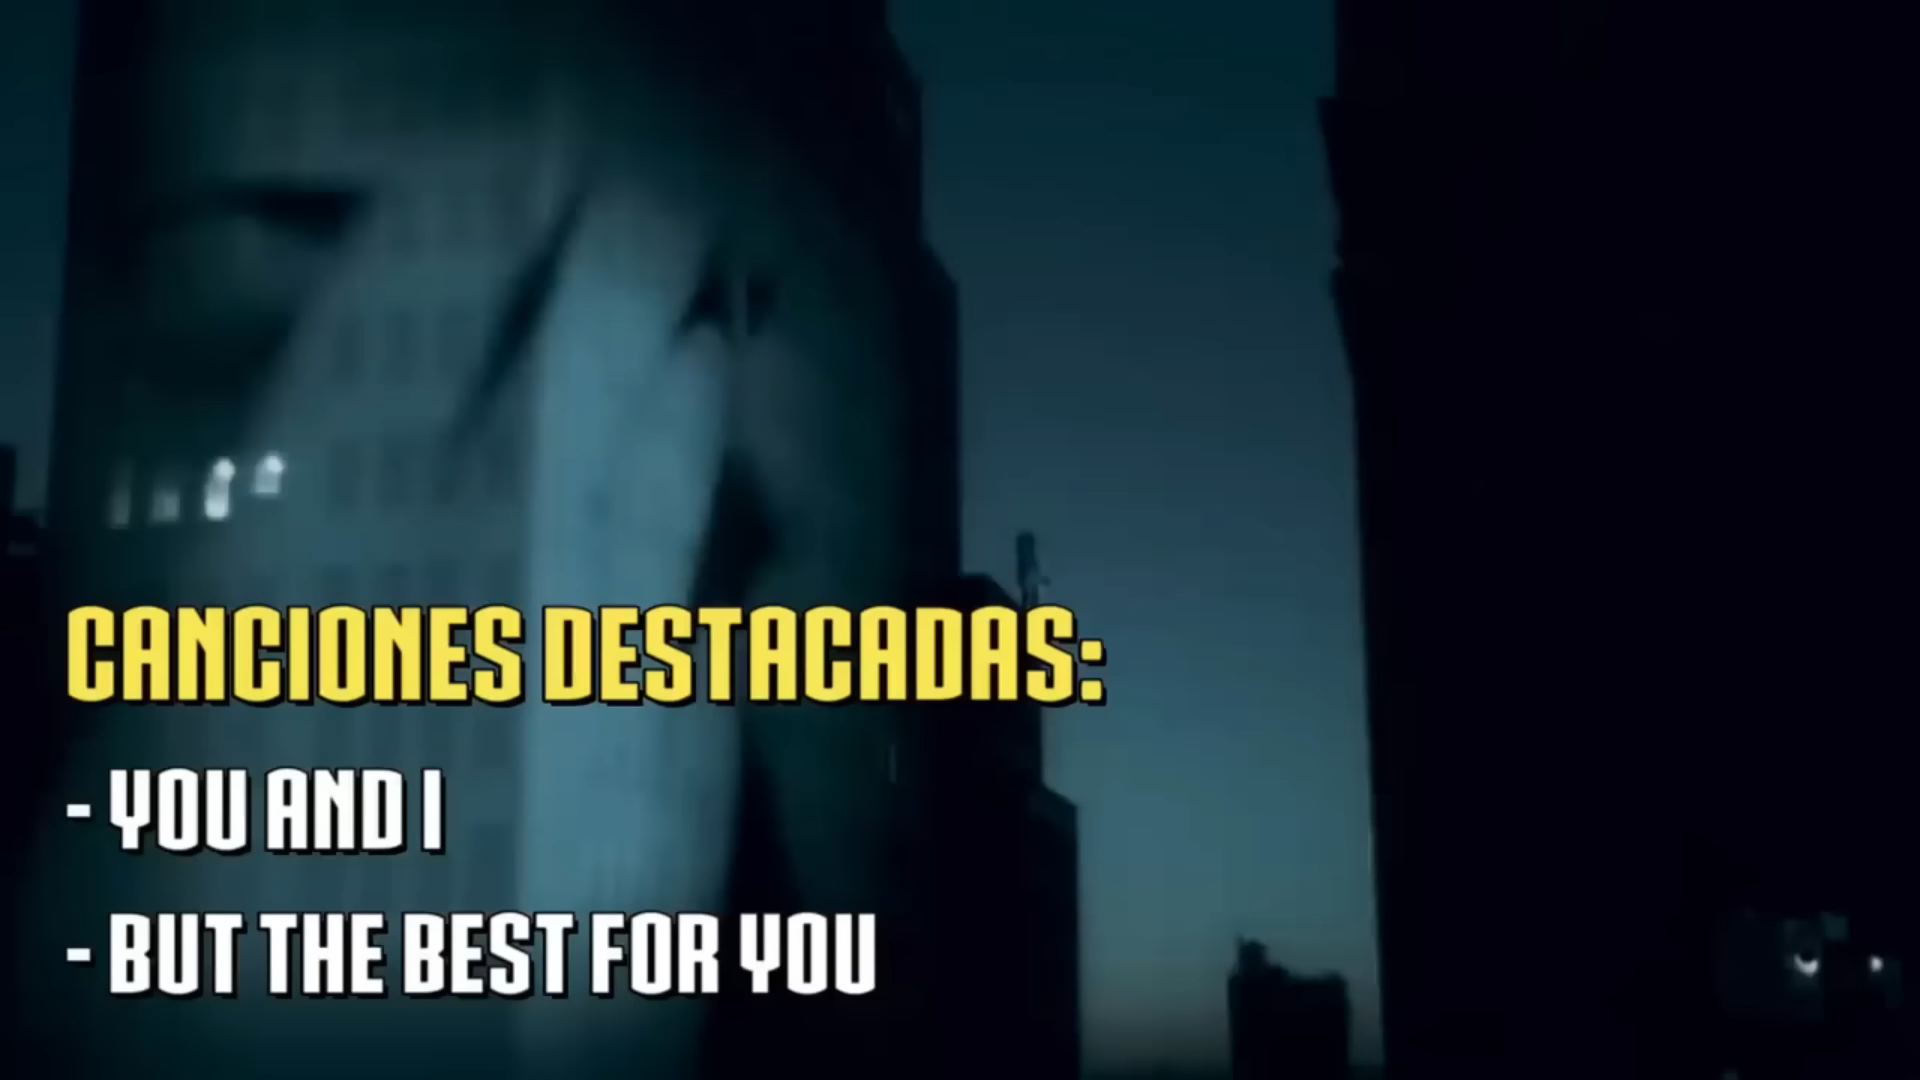 CANCIONES DESTACADAS:
- YOU AND I
- BUT THE BEST FOR YOU